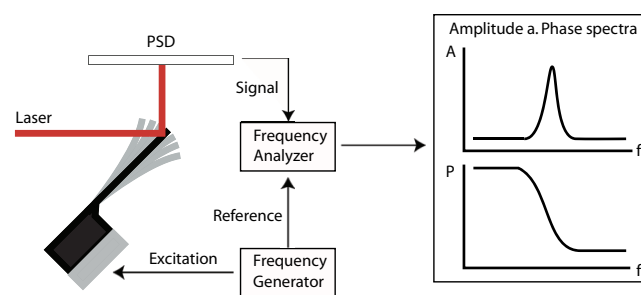 PSD
Amplitude a. Phase spectra
A
Signal
Laser
Frequency
Analyzer
f
P
Reference
Excitation
Frequency
Generator
f